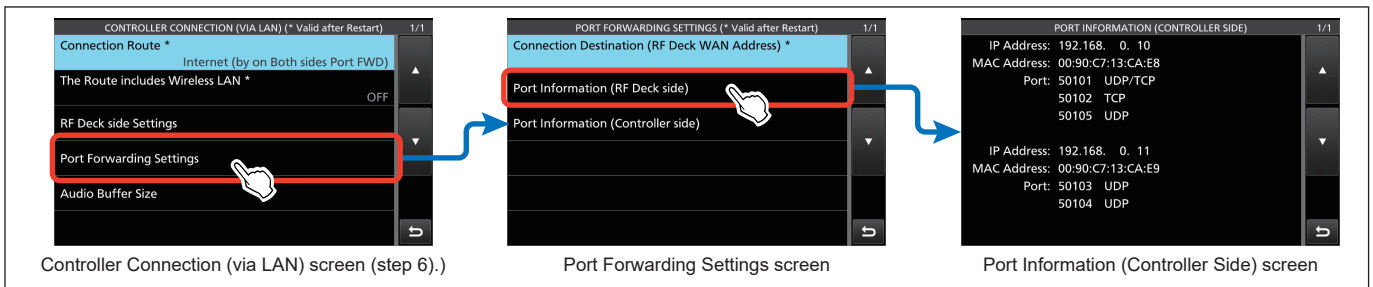 CONTROLLER CONNECTION (VIA LAN) (* Valid after Restart) 1/1
Connection Route *
Internet (by on Both sides Port FWD)
The Route includes Wireless LAN *
OFF
RF Deck side Settings
Port Forwarding Settings
Audio Buffer Size
Controller Connection (via LAN) screen (step 6).)
PORT FORWARDING SETTINGS (* Valid after Restart) 1/1
Connection Destination (RF Deck WAN Address) *
Port Information (RF Deck side)
Port Information (Controller side)
Port Forwarding Settings screen
PORT INFORMATION (CONTROLLER SIDE) 1/1
IP Address: 192.168. 0. 10
MAC Address: 00:90:C7:13:CA:E8
Port: 50101 UDP/TCP
50102 TCP
50105 UDP
IP Address: 192.168. 0. 11
MAC Address: 00:90:C7:13:CA:E9
Port: 50103 UDP
50104 UDP
Port Information (Controller Side) screen